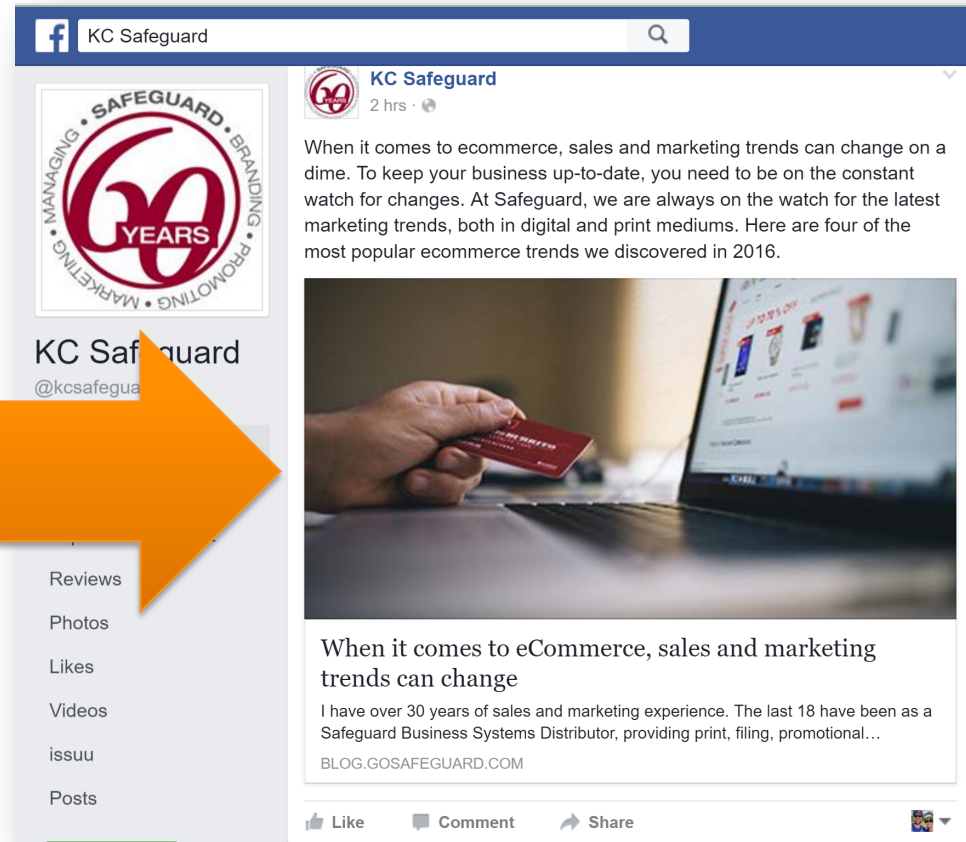 KC Safeguard
SAFEGUARD • BRANDING • PROMOTING • MARKETING • MANAGING •
60
YEARS
KC Safeguard
2 hrs
When it comes to ecommerce, sales and marketing trends can change on a
dime. To keep your business up-to-date, you need to be on the constant
watch for changes. At Safeguard, we are always on the watch for the latest
marketing trends, both in digital and print mediums. Here are four of the
most popular ecommerce trends we discovered in 2016.
UP TO 70% OFF
KC Saf guard
@kcsafegua
Reviews
Photos
Likes
Videos
issuu
Posts
When it comes to eCommerce, sales and marketing
trends can change
I have over 30 years of sales and marketing experience. The last 18 have been as a
Safeguard Business Systems Distributor, providing print, filing, promotional…
BLOG.GOSAFEGUARD.COM
Like Comment Share